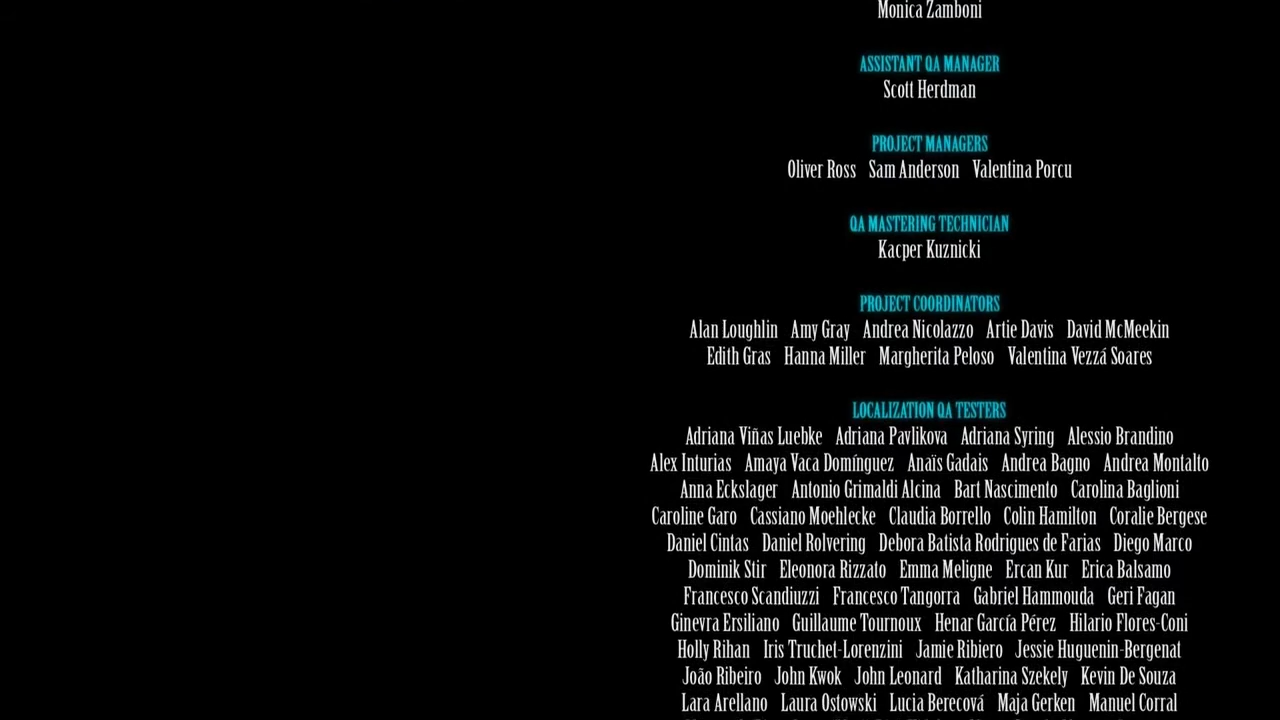 Monica Zamboni
ASSISTANT QA MANAGER
Scott Herdman
PROJECT MANAGERS
Oliver Ross Sam Anderson Valentina Porcu
QA MASTERING TECHNICIAN
Kacper Kuznicki
PROJECT COORDINATORS
Alan Loughlin Amy Gray Andrea Nicolazzo Artie Davis David McMeekin
Edith Gras Hanna Miller Margherita Peloso Valentina Vezzá Soares
LOCALIZATION QA TESTERS
Adriana Viñas Luebke Adriana Pavlikova Adriana Syring Alessio Brandino
Alex Inturias Amaya Vaca Domínguez Anaïs Gadais Andrea Bagno Andrea Montalto
Anna Eckslager Antonio Grimaldi Alcina Bart Nascimento Carolina Baglioni
Caroline Garo Cassiano Moehlecke Claudia Borrello Colin Hamilton Coralie Bergese
Daniel Cintas Daniel Rolvering Debora Batista Rodrigues de Farias Diego Marco
Dominik Stir Eleonora Rizzato Emma Meligne Ercan Kur Erica Balsamo
Francesco Scandiuzzi Francesco Tangorra Gabriel Hammouda Geri Fagan
Ginevra Ersiliano Guillaume Tournoux Henar García Pérez Hilario Flores-Coni
Holly Rihan Iris Truchet-Lorenzini Jamie Ribiero Jessie Huguenin-Bergenat
João Ribeiro John Kwok John Leonard Katharina Szekely Kevin De Souza
Lara Arellano Laura Ostowski Lucia Berecová Maja Gerken Manuel Corral